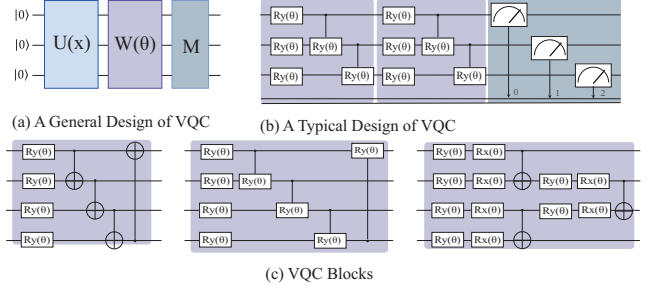 |0⟩ U(x) W(θ) M
|0⟩
|0⟩
(a) A General Design of VQC
Ry(θ) Ry(θ)
Ry(θ) Ry(θ) Ry(θ) Ry(θ)
Ry(θ) Ry(θ) Ry(θ) Ry(θ)
0 1 2
(b) A Typical Design of VQC
Ry(θ)
Ry(θ)
Ry(θ)
Ry(θ)
Ry(θ) Ry(θ)
Ry(θ) Ry(θ)
Ry(θ) Ry(θ)
Ry(θ) Ry(θ)
Ry(θ) Rx(θ)
Ry(θ) Rx(θ) Ry(θ) Rx(θ)
Ry(θ) Rx(θ) Ry(θ) Rx(θ)
Ry(θ) Rx(θ)
(c) VQC Blocks